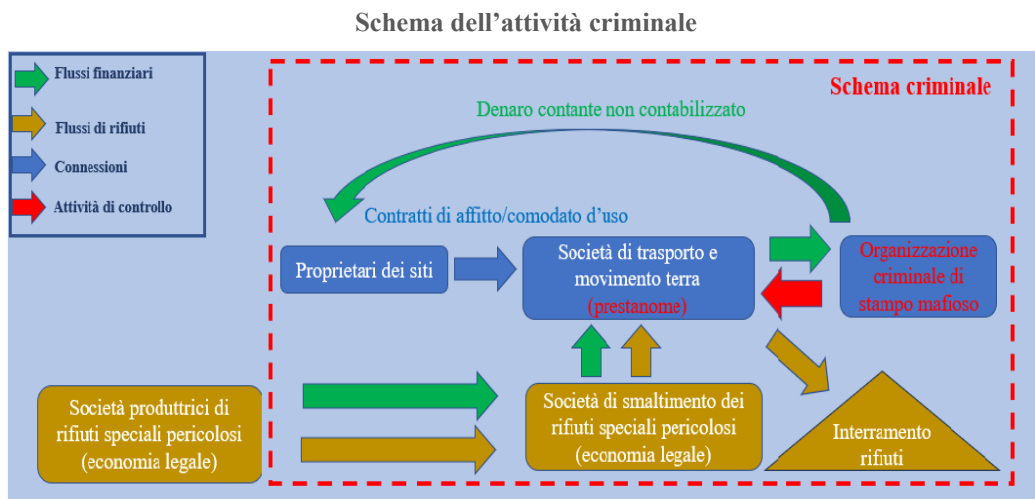 Schema dell’attività criminale
Flussi finanziari
Flussi di rifiuti
Connessioni
Attività di controllo
Schema criminale
Denaro contante non contabilizzato
Contratti di affitto/comodato d’uso
Proprietari dei siti
Società di trasporto e
movimento terra
(prestanome)
Organizzazione
criminale di
stampo mafioso
Società produttrici di
rifiuti speciali pericolosi
(economia legale)
Società di smaltimento dei
rifiuti speciali pericolosi
(economia legale)
Interramento
rifiuti